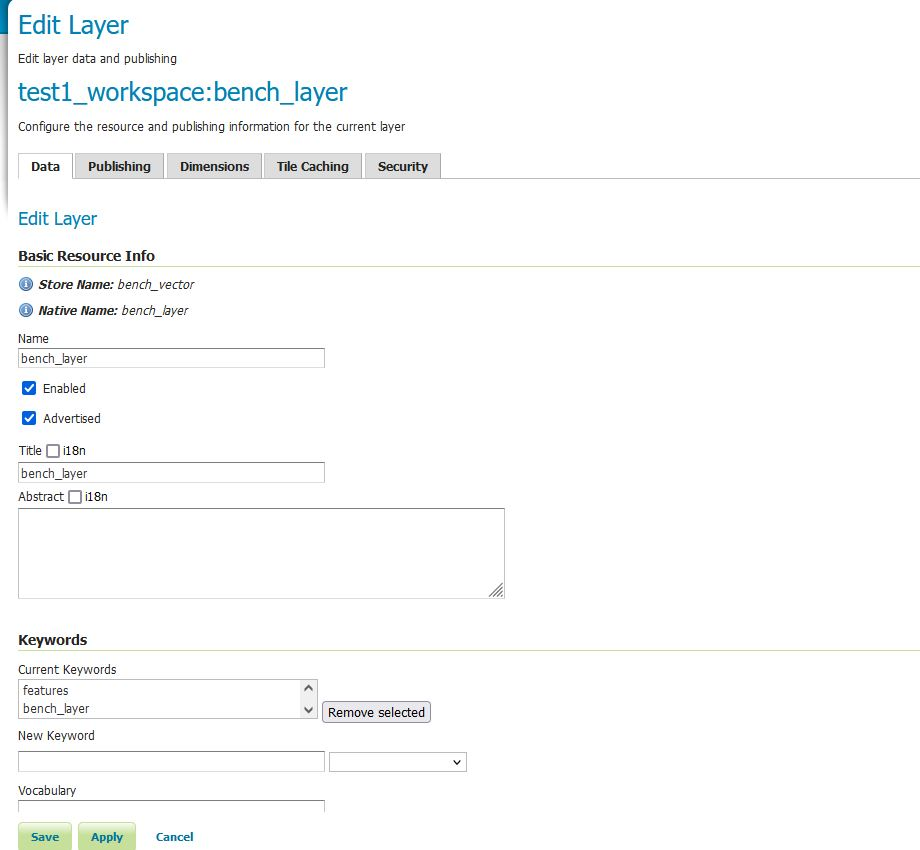 Edit Layer
Edit layer data and publishing
test1_workspace:bench_layer
Configure the resource and publishing information for the current layer
Data Publishing Dimensions Tile Caching Security
Edit Layer
Basic Resource Info
Store Name: bench_vector
Native Name: bench_layer
Name
bench_layer
Enabled
Advertised
Title i18n
bench_layer
Abstract i18n
Keywords
Current Keywords
features
bench_layer
Remove selected
New Keyword
Vocabulary
Save Apply Cancel